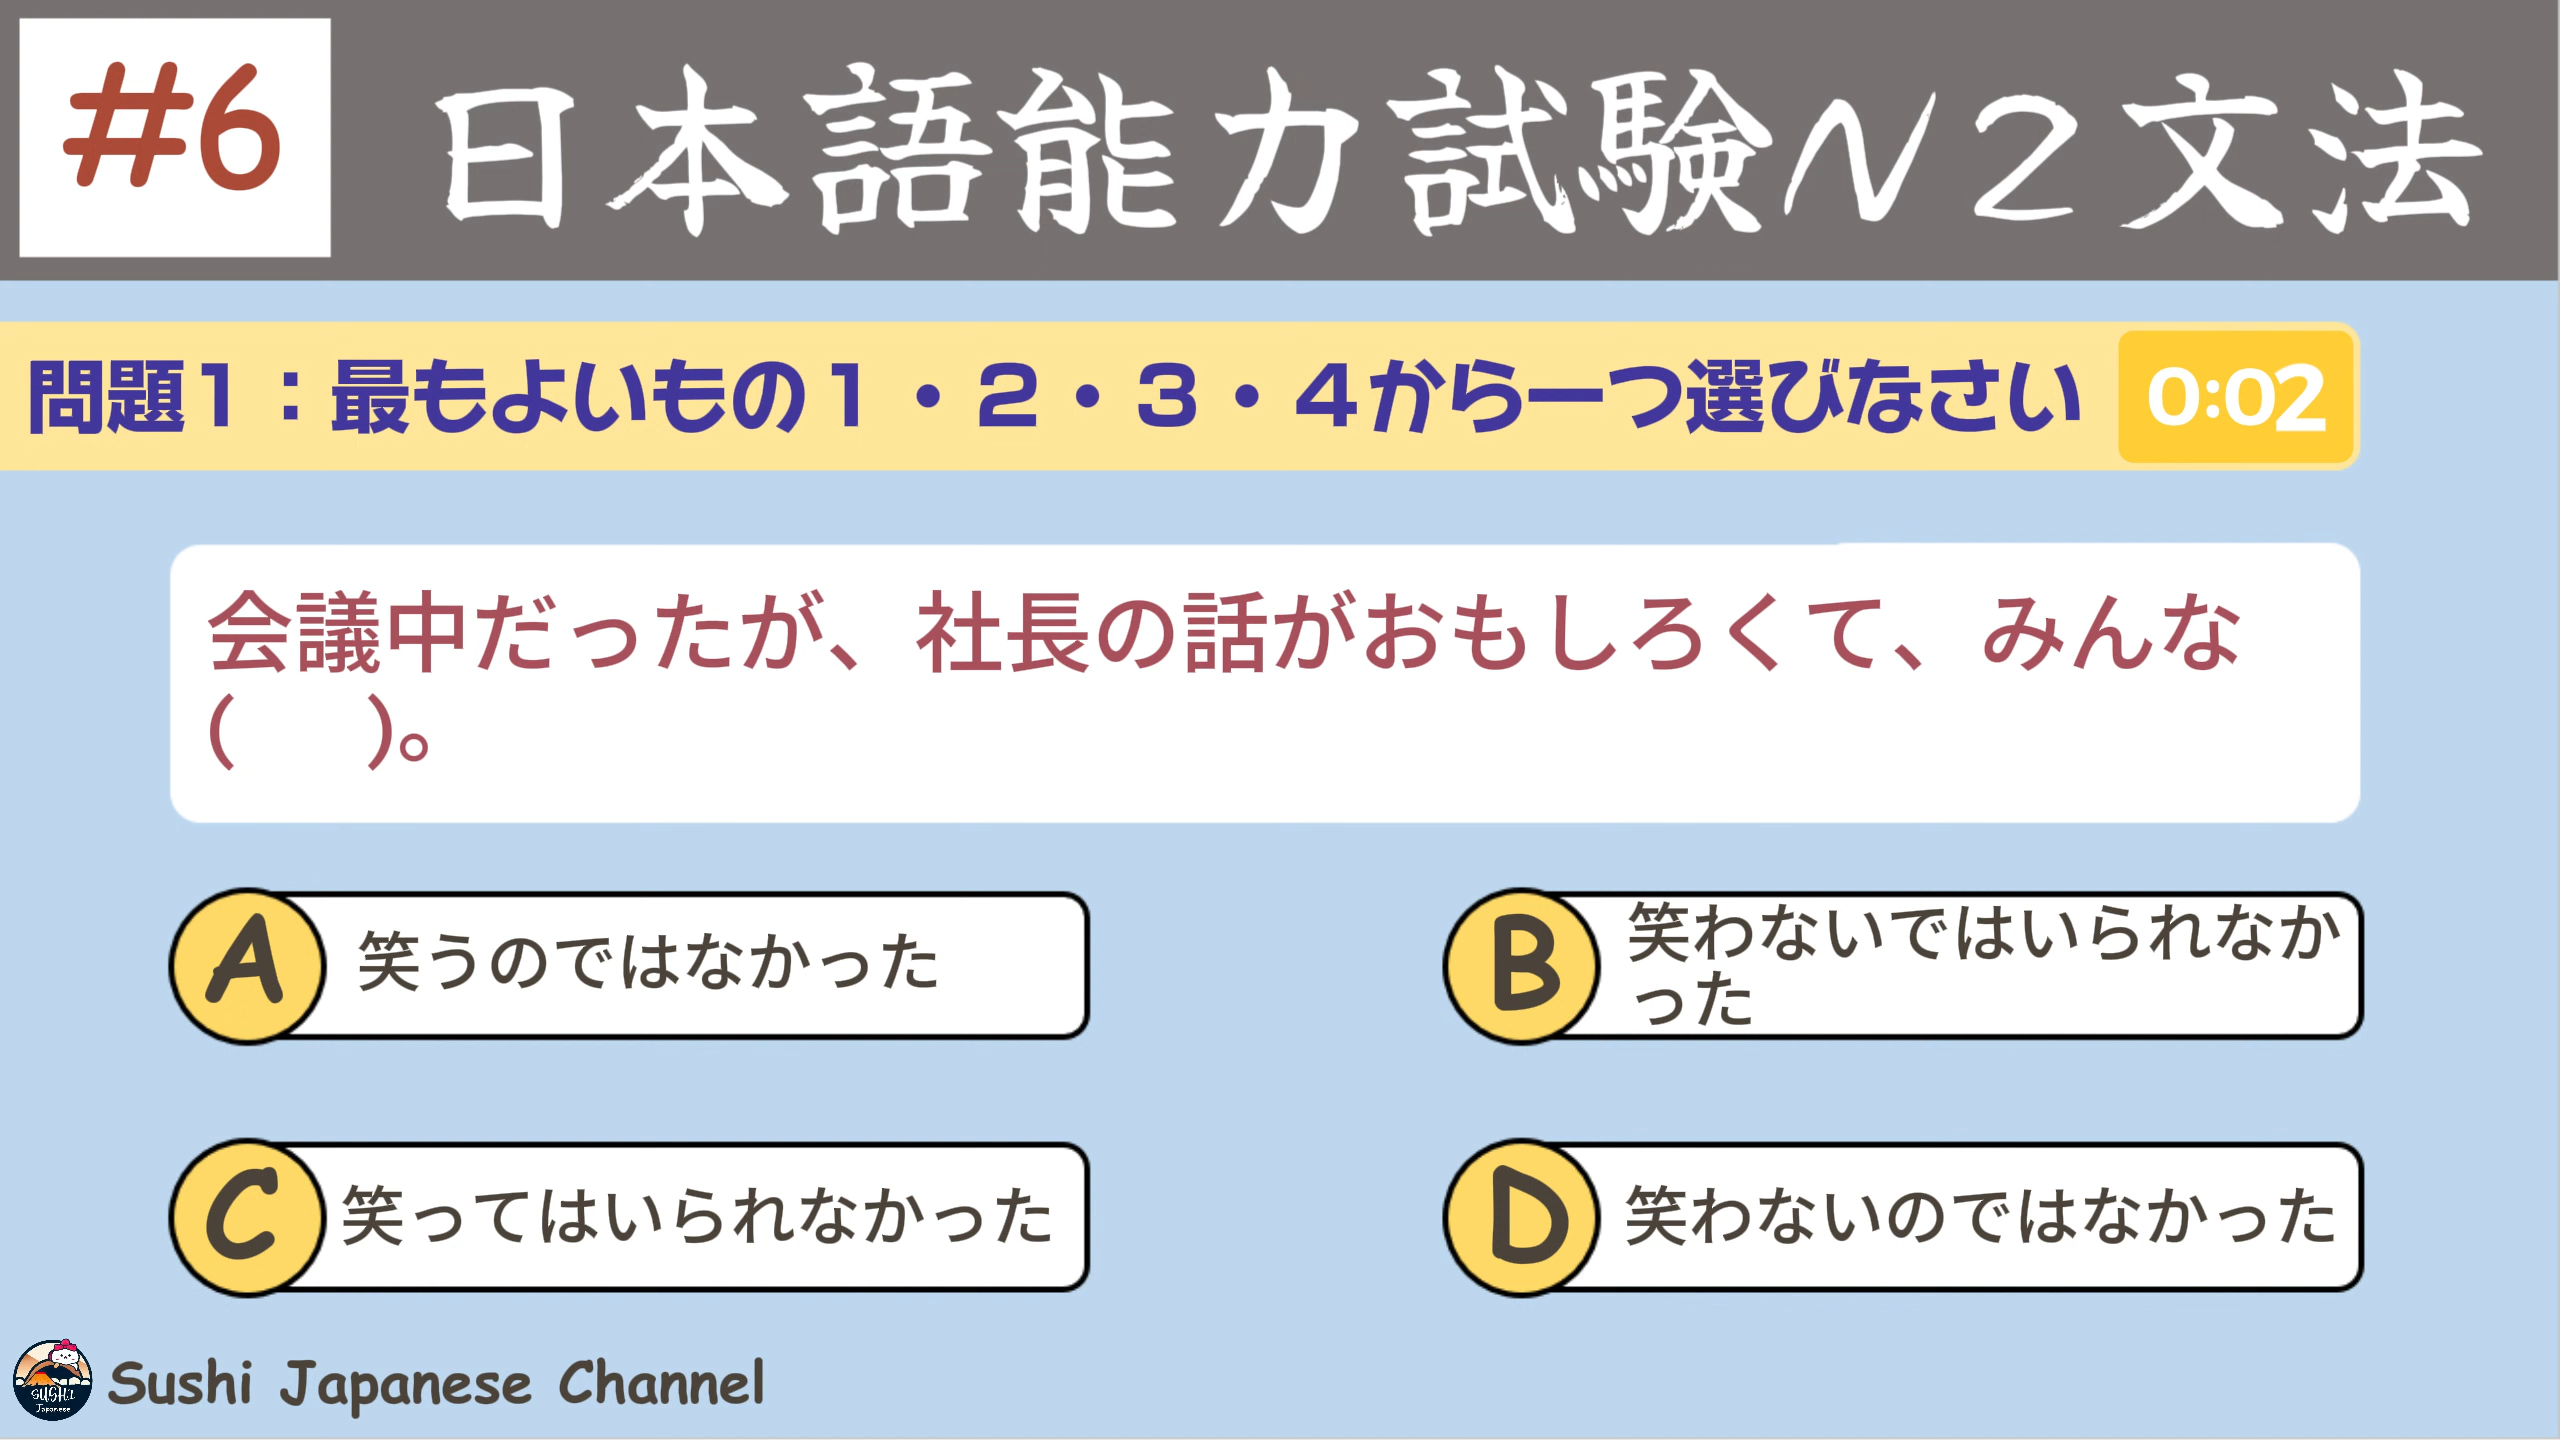 #6
日本語能力試験N2文法
問題1：最もよいもの1・2・3・4から一つ選びなさい
0:02
会議中だったが、社長の話がおもしろくて、みんな
(　　)。
A
笑うのではなかった
B
笑わないではいられなか
った
C
笑ってはいられなかった
D
笑わないのではなかった
SUSHI
Japanese
Sushi Japanese Channel